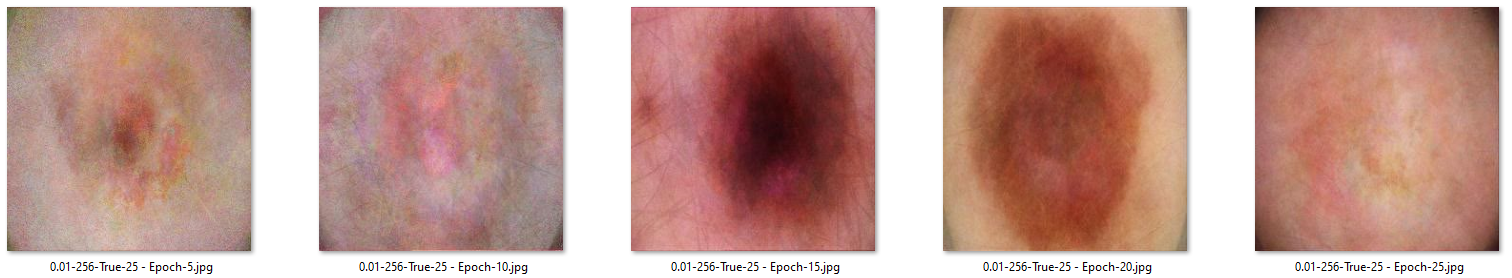 0.01-256-True-25 - Epoch-5.jpg
0.01-256-True-25 - Epoch-10.jpg
0.01-256-True-25 - Epoch-15.jpg
0.01-256-True-25 - Epoch-20.jpg
0.01-256-True-25 - Epoch-25.jpg